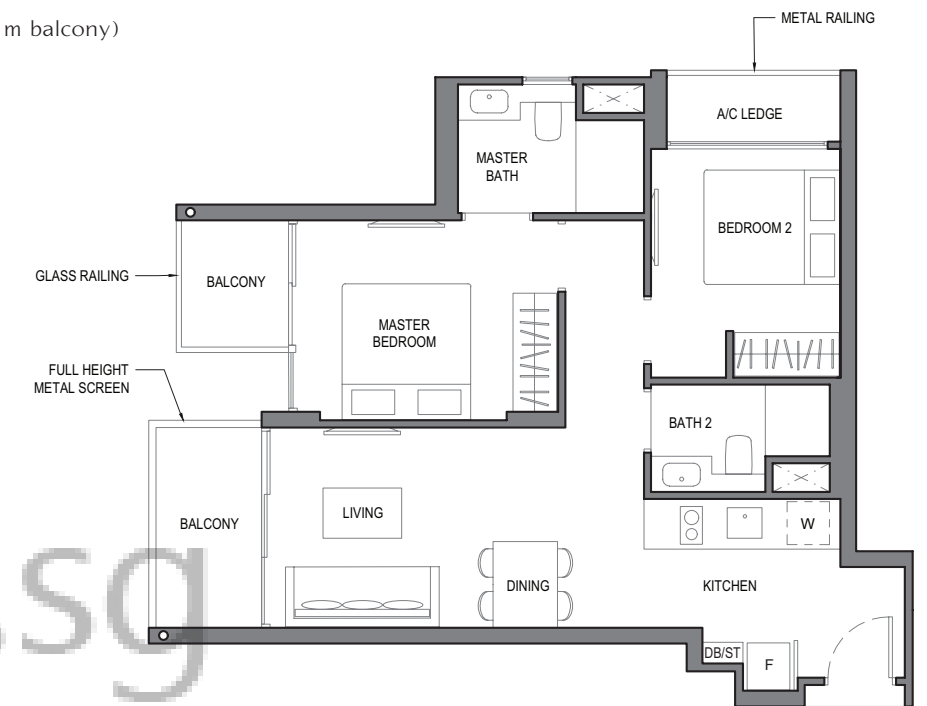 m balcony)
METAL RAILING
A/C LEDGE
MASTER
BATH
BEDROOM 2
GLASS RAILING
BALCONY
MASTER
BEDROOM
FULL HEIGHT
METAL SCREEN
BATH 2
LIVING
BALCONY
W
DINING
KITCHEN
DB/ST
F
sg